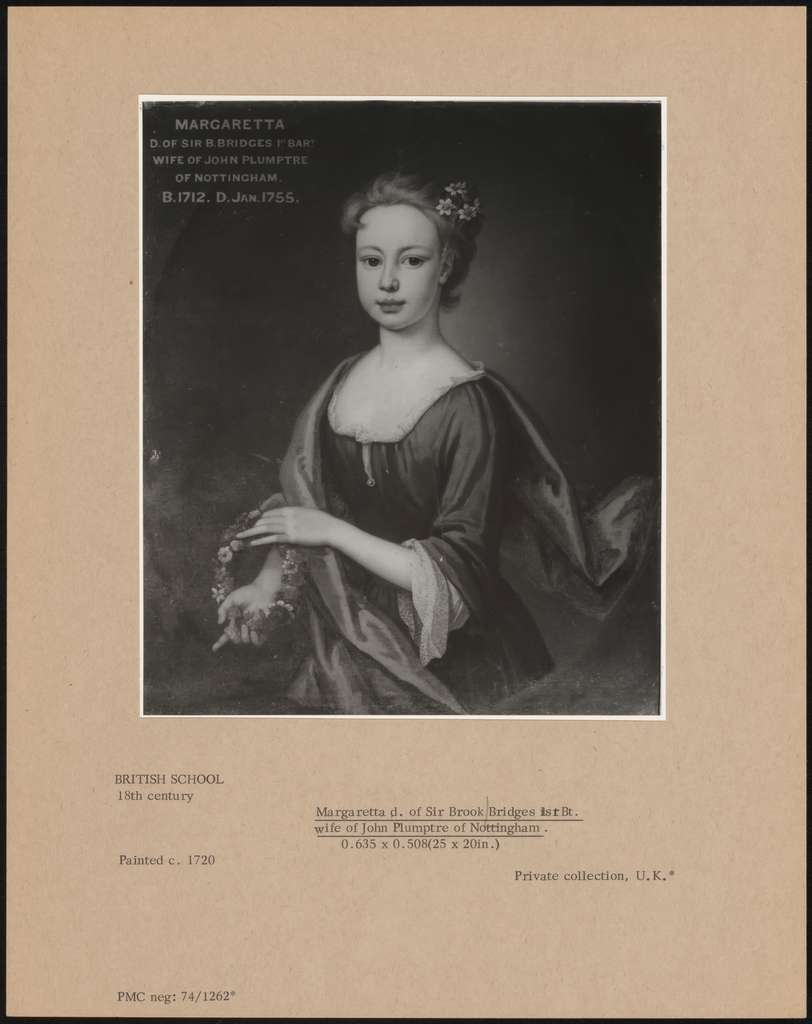 MARGARETTA
D. OF SIR B. BRIDGES 1ST BART
WIFE OF JOHN PLUMPTRE
OF NOTTINGHAM.
B. 1712. D. JAN. 1755.
BRITISH SCHOOL
18th century
Margaretta d. of Sir Brook Bridges 1st Bt.
wife of John Plumptre of Nottingham.
0.635 x 0.508(25 x 20in.)
Painted c. 1720
Private collection, U.K.*
PMC neg: 74/1262*